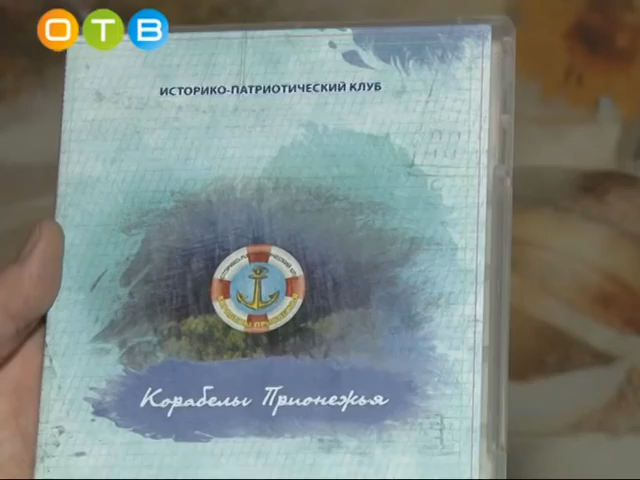 ОТВ
ИСТОРИКО-ПАТРИОТИЧЕСКИЙ КЛУБ
Корабелы Прионежья